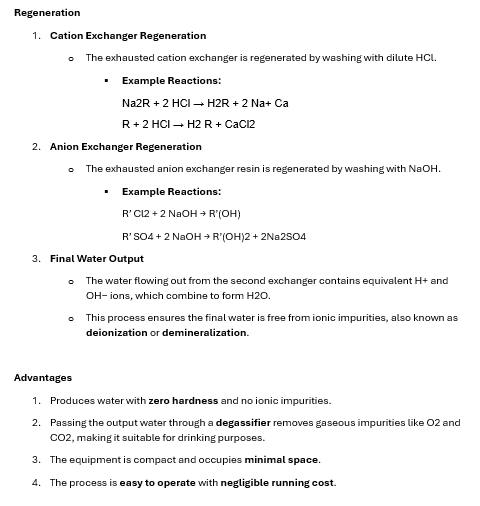 Regeneration
1. Cation Exchanger Regeneration
o The exhausted cation exchanger is regenerated by washing with dilute HCl.
▪ Example Reactions:
Na2R + 2 HCl → H2R + 2 Na+ Ca
R + 2 HCl → H2 R + CaCl2
2. Anion Exchanger Regeneration
o The exhausted anion exchanger resin is regenerated by washing with NaOH.
▪ Example Reactions:
R' Cl2 + 2 NaOH → R'(OH)
R' SO4 + 2 NaOH → R'(OH)2 + 2Na2SO4
3. Final Water Output
o The water flowing out from the second exchanger contains equivalent H+ and
OH− ions, which combine to form H2O.
o This process ensures the final water is free from ionic impurities, also known as
deionization or demineralization.
Advantages
1. Produces water with zero hardness and no ionic impurities.
2. Passing the output water through a degassifier removes gaseous impurities like O2 and
CO2, making it suitable for drinking purposes.
3. The equipment is compact and occupies minimal space.
4. The process is easy to operate with negligible running cost.